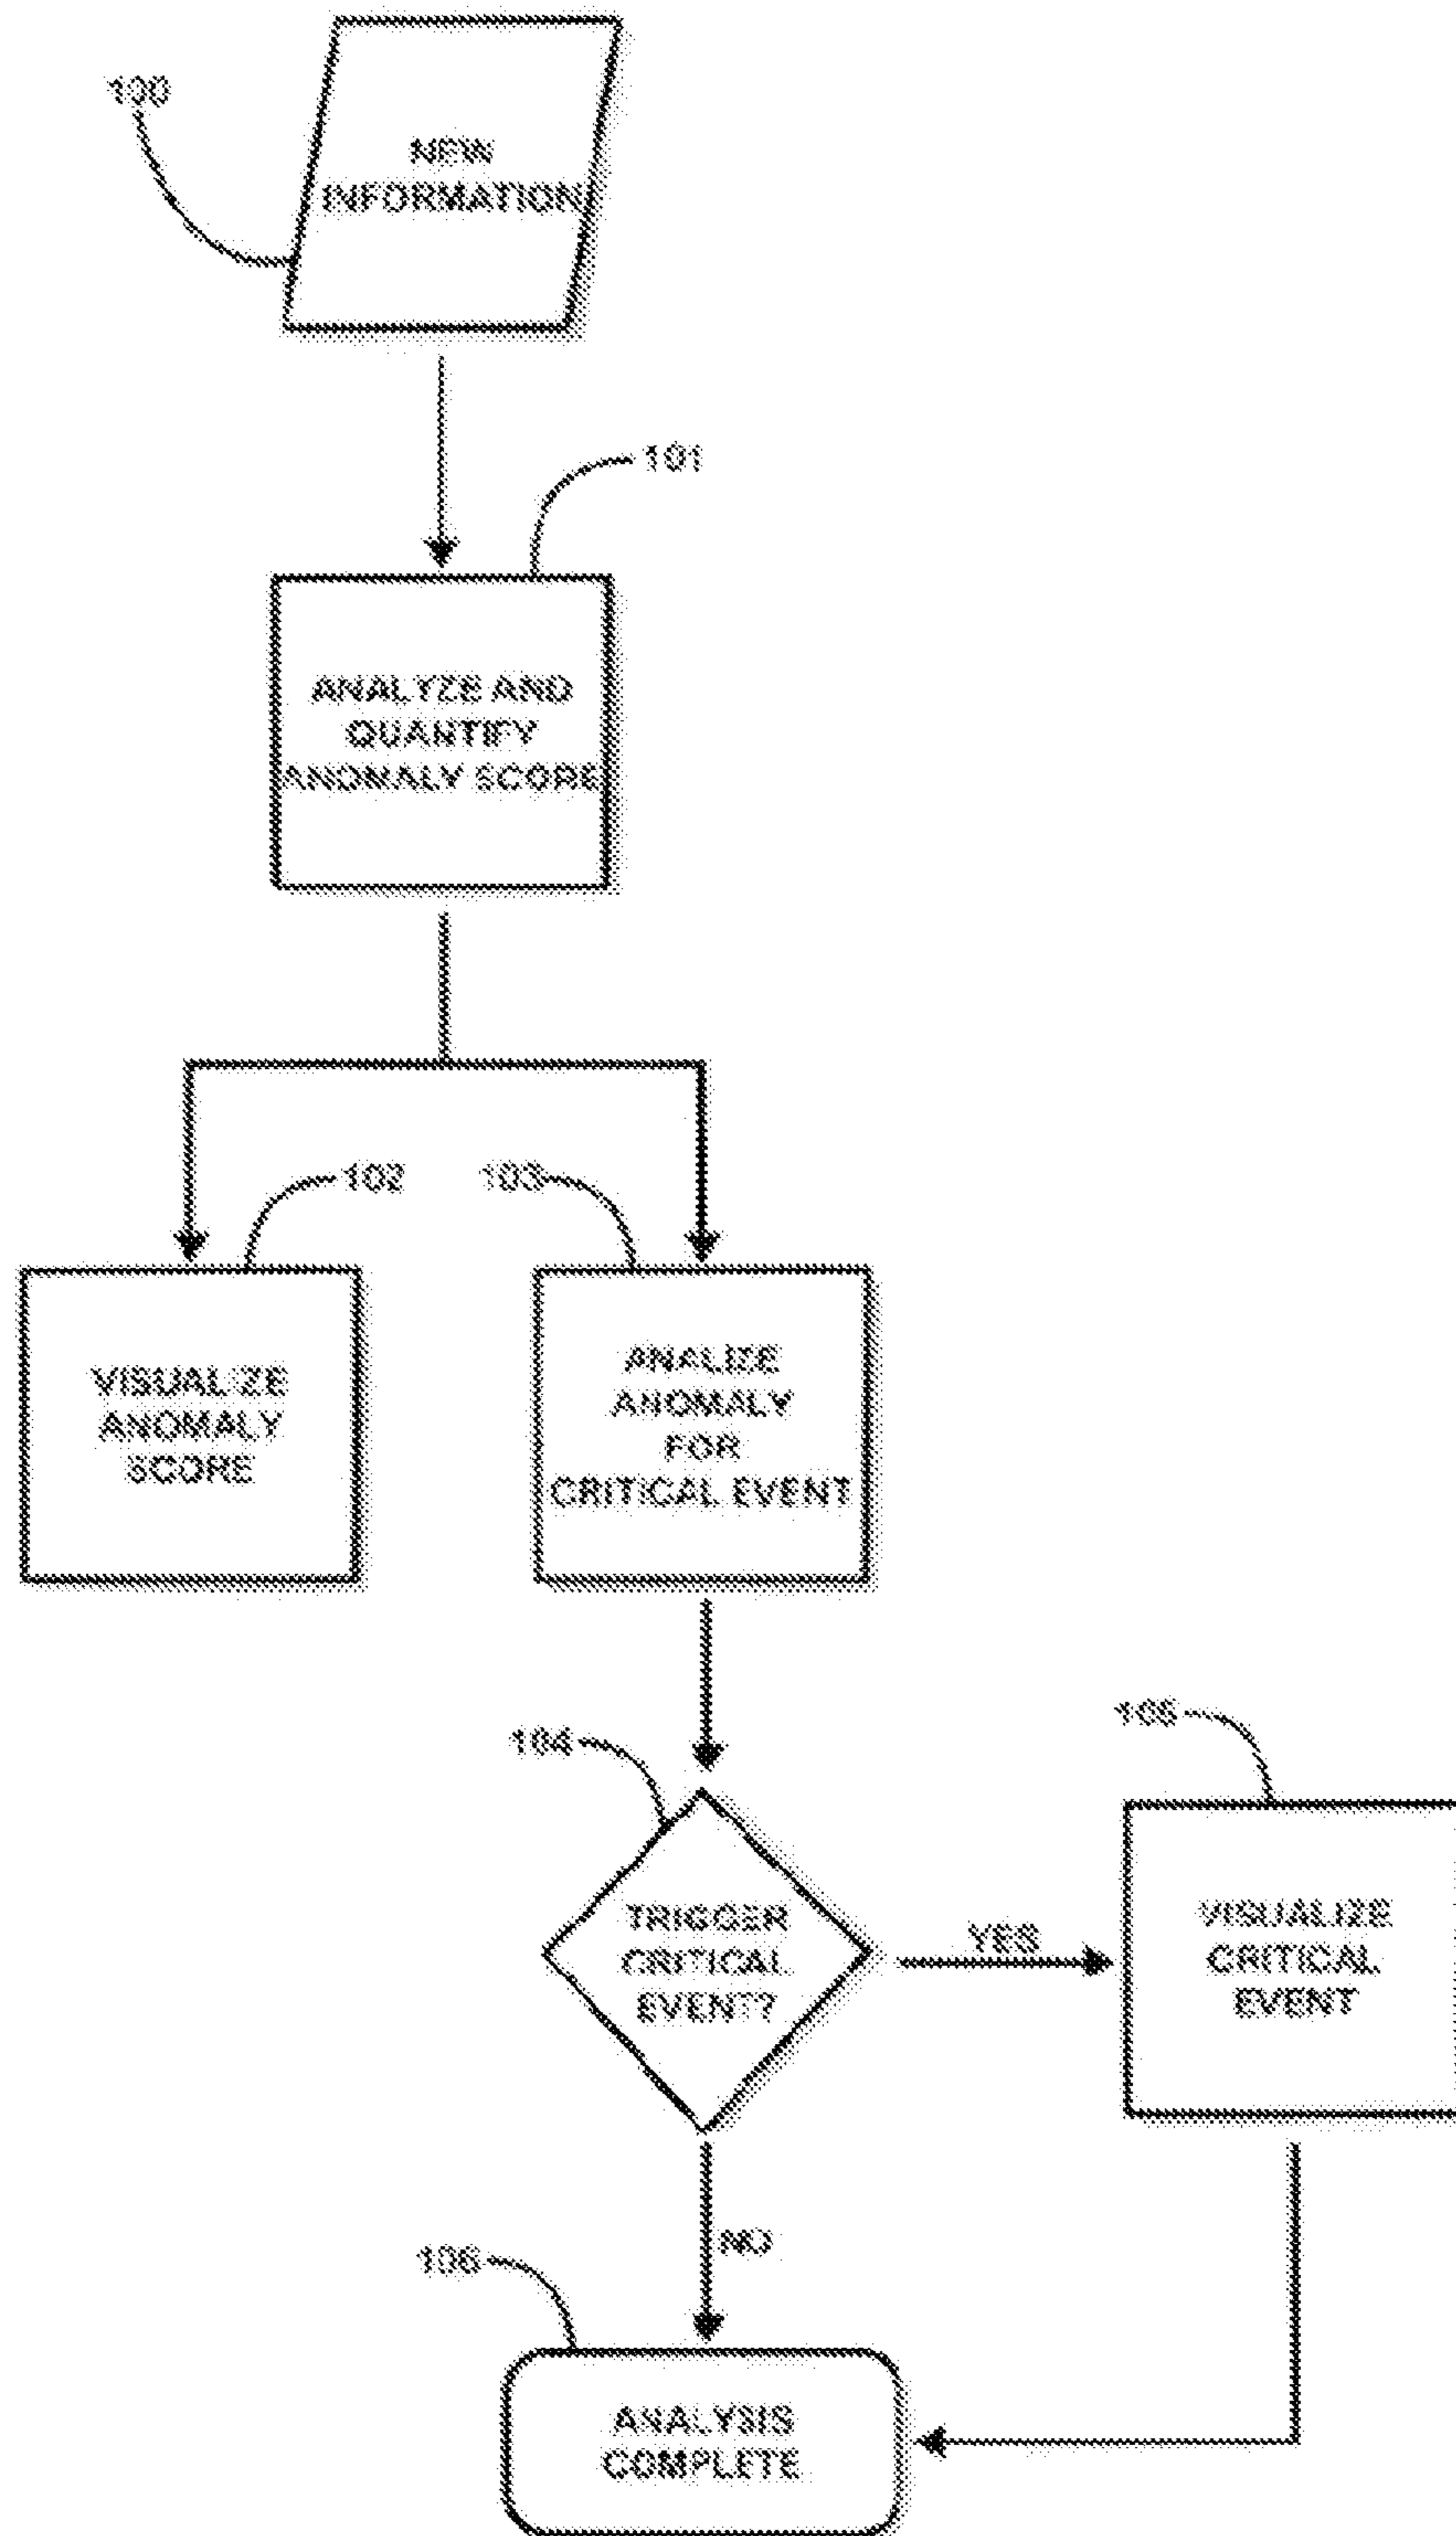 100
NEW
INFORMATION
101
ANALYZE AND
QUANTIFY
ANOMALY SCORE
102
103
VISUALIZE
ANOMALY
SCORE
ANALIZE
ANOMALY
FOR
CRITICAL EVENT
104
105
TRIGGER
CRITICAL
EVENT?
YES
VISUALIZE
CRITICAL
EVENT
NO
106
ANALYSIS
COMPLETE